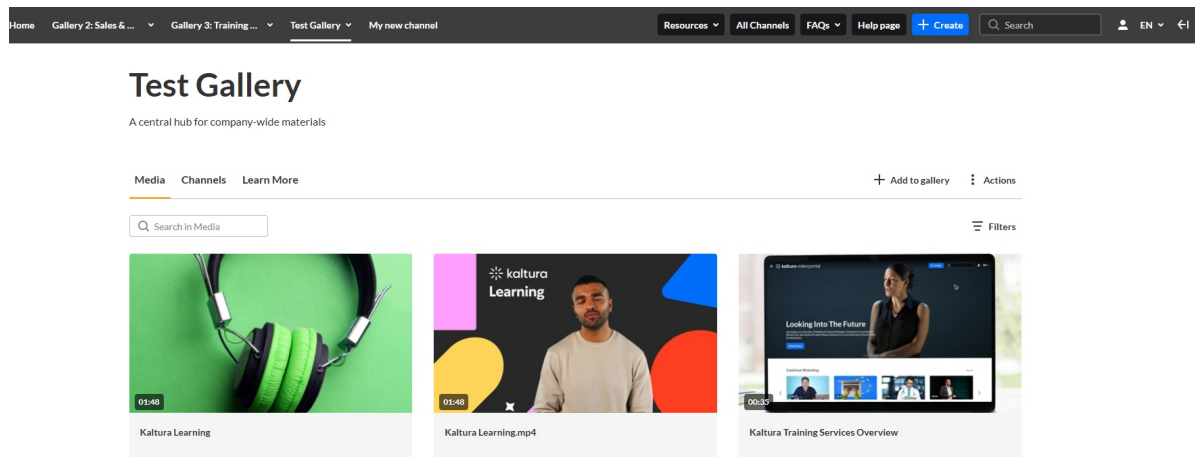 Home Gallery 2: Sales & ... Gallery 3: Training ... Test Gallery My new channel Resources All Channels FAQs Help page + Create Search EN
Test Gallery
A central hub for company-wide materials
Media Channels Learn More + Add to gallery Actions
Search in Media Filters
kaltura
Learning
kaltura videoportal
Looking Into The Future
Continue Watching
01:48 01:48 00:35
Kaltura Learning Kaltura Learning.mp4 Kaltura Training Services Overview